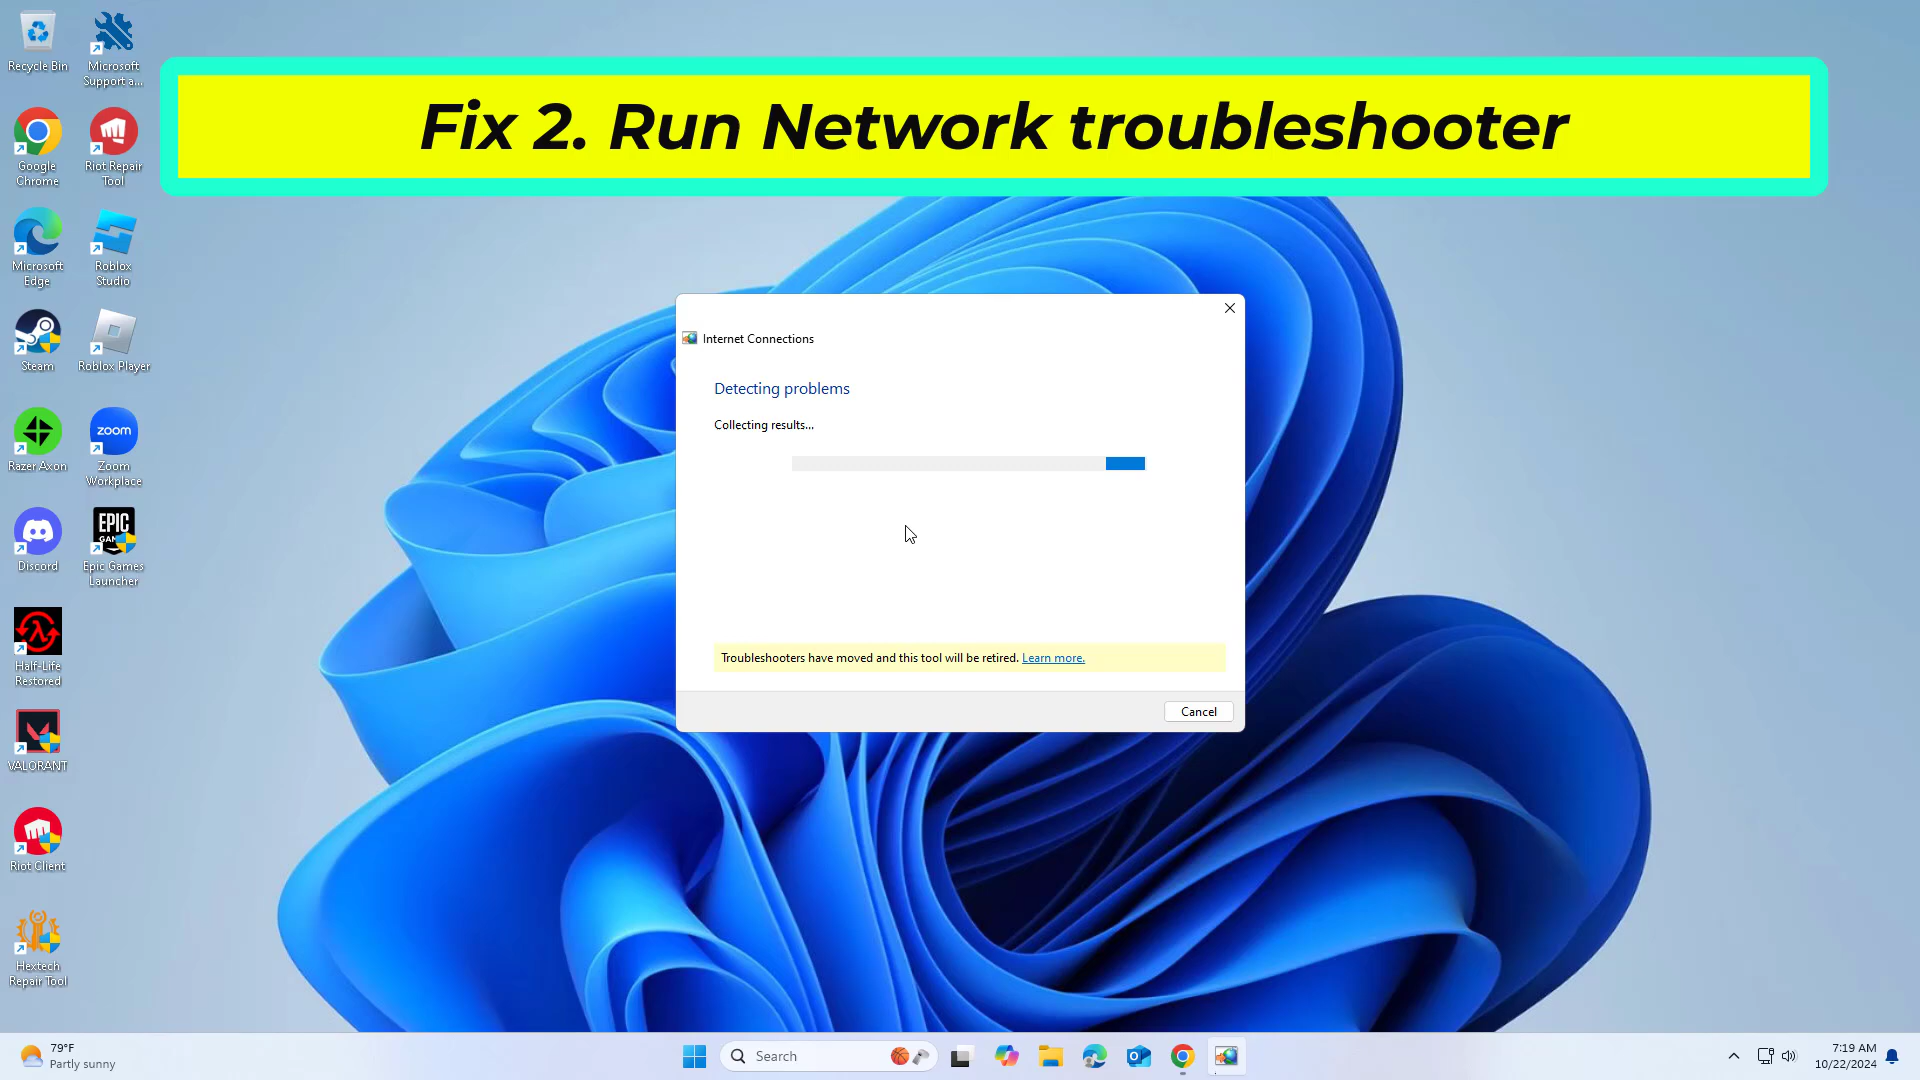 Fix 2. Run Network troubleshooter
Recycle Bin
Microsoft
Support a...
Google
Chrome
Riot Repair
Tool
Microsoft
Edge
Roblox
Studio
Steam
Roblox Player
Razer Axon
zoom
Zoom
Workplace
Discord
EPIC
GAMES
Epic Games
Launcher
Half-Life
Restored
VALORANT
Riot Client
Hextech
Repair Tool
Internet Connections
Detecting problems
Collecting results...
Troubleshooters have moved and this tool will be retired. Learn more.
Cancel
79°F
Partly sunny
Search
7:19 AM
10/22/2024